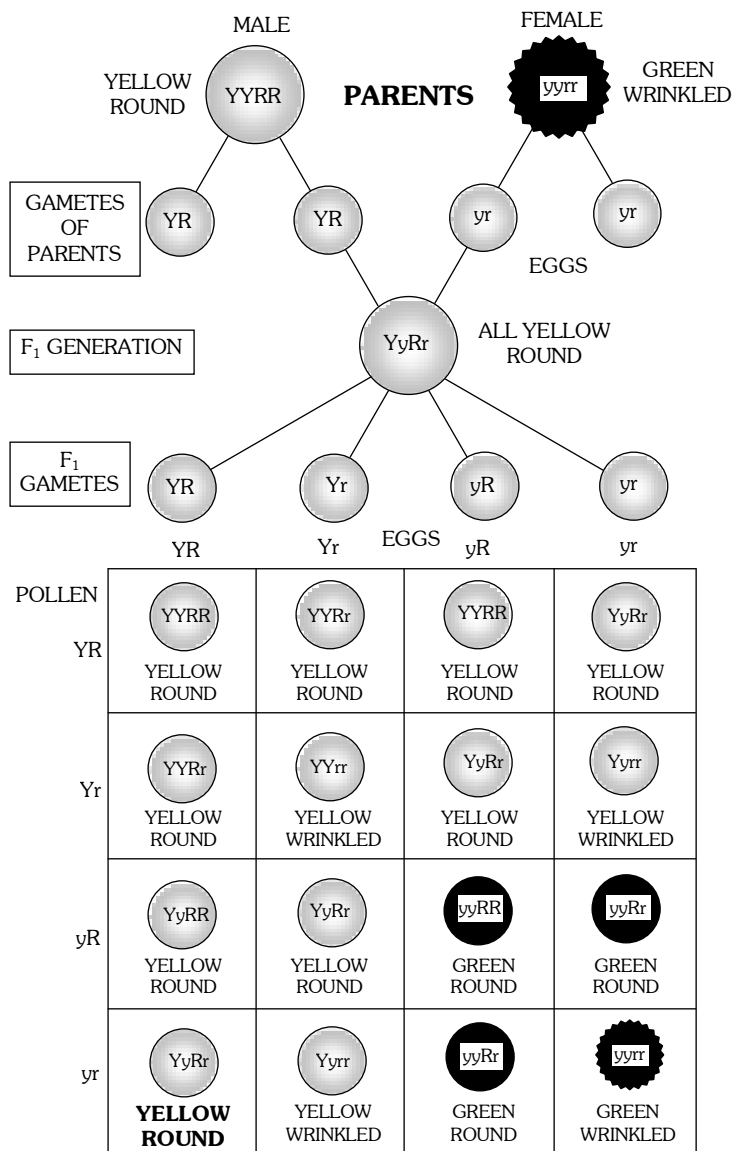 MALE
FEMALE
YELLOW
ROUND
YYRR
PARENTS
yyrr
GREEN
WRINKLED
GAMETES
OF
PARENTS
YR
YR
yr
yr
EGGS
F₁ GENERATION
YyRr
ALL YELLOW
ROUND
F₁
GAMETES
YR
Yr
yR
yr
YR
Yr
EGGS
yR
yr
POLLEN
YR
YYRR
YELLOW
ROUND
YYRr
YELLOW
ROUND
YYRR
YELLOW
ROUND
YyRr
YELLOW
ROUND
Yr
YYRr
YELLOW
ROUND
YYrr
YELLOW
WRINKLED
YyRr
YELLOW
ROUND
Yyrr
YELLOW
WRINKLED
yR
YyRR
YELLOW
ROUND
YyRr
YELLOW
ROUND
yyRR
GREEN
ROUND
yyRr
GREEN
ROUND
yr
YyRr
YELLOW
ROUND
Yyrr
YELLOW
WRINKLED
yyRr
GREEN
ROUND
yyrr
GREEN
WRINKLED